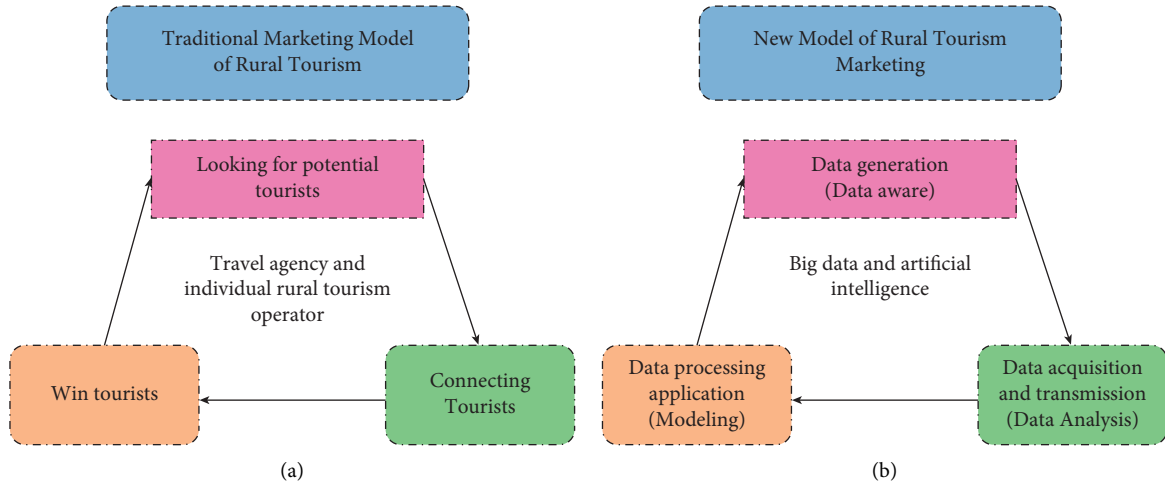 Traditional Marketing Model
of Rural Tourism
Looking for potential
tourists
Travel agency and
individual rural tourism
operator
Win tourists
Connecting
Tourists
(a)
New Model of Rural Tourism
Marketing
Data generation
(Data aware)
Big data and artificial
intelligence
Data processing
application
(Modeling)
Data acquisition
and transmission
(Data Analysis)
(b)